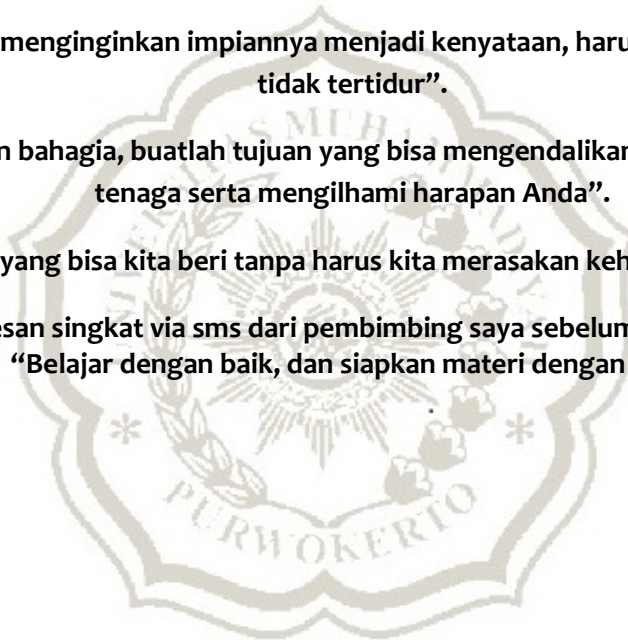 menginginkan impiannya menjadi kenyataan, haru
tidak tertidur”.
n bahagia, buatlah tujuan yang bisa mengendalikan
tenaga serta mengilhami harapan Anda”.
yang bisa kita beri tanpa harus kita merasakan keh
esan singkat via sms dari pembimbing saya sebelum
“Belajar dengan baik, dan siapkan materi dengan
UNIVERSITAS MUHAMMADIYAH
PURWOKERTO